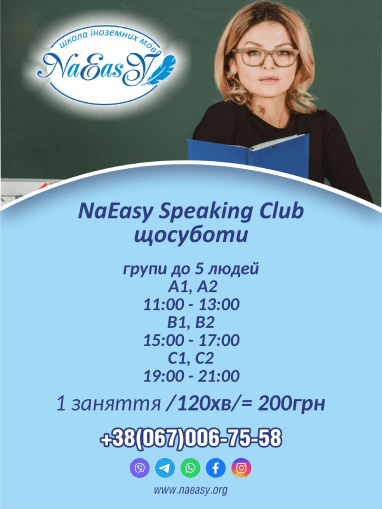 школа іноземних мов
NaEasy
NaEasy Speaking Club
щосуботи
групи до 5 людей
A1, A2
11:00 - 13:00
B1, B2
15:00 - 17:00
C1, C2
19:00 - 21:00
1 заняття /120хв/= 200грн
+38(067)006-75-58
www.naeasy.org